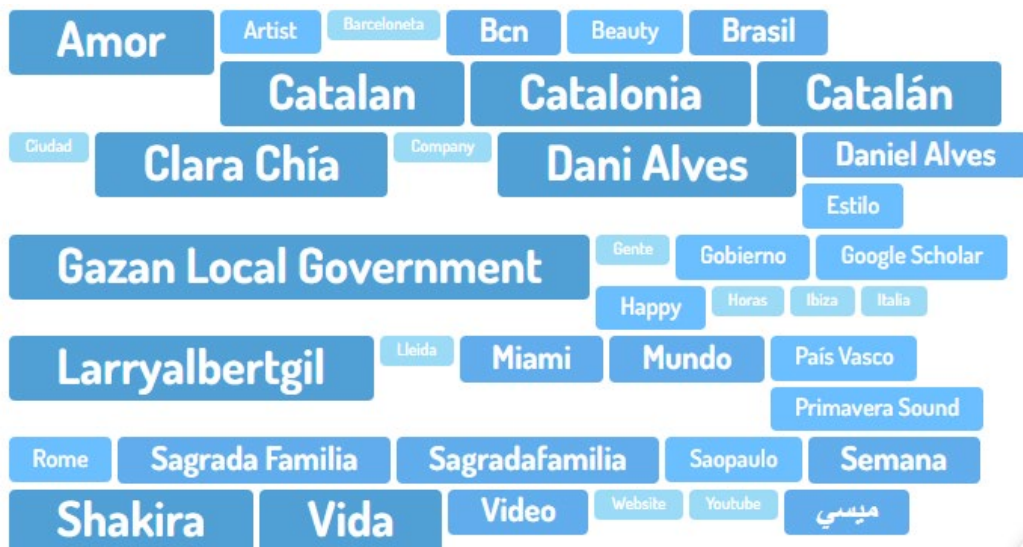 Amor Artist Barceloneta Bcn Beauty Brasil
Catalan Catalonia Catalán
Ciudad Clara Chía Company Dani Alves Daniel Alves
Estilo
Gazan Local Government Gente Gobierno Google Scholar
Happy Horas Ibiza Italia
Larryalbertgil Lleida Miami Mundo País Vasco
Primavera Sound
Rome Sagrada Familia Sagradafamilia Saopaulo Semana
Shakira Vida Video Website Youtube ميسي